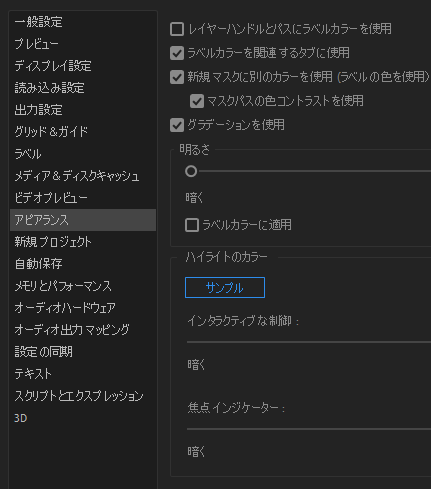 一般設定
プレビュー
ディスプレイ設定
読み込み設定
出力設定
グリッド＆ガイド
ラベル
メディア＆ディスクキャッシュ
ビデオプレビュー
アピアランス
新規プロジェクト
自動保存
メモリとパフォーマンス
オーディオハードウェア
オーディオ出力マッピング
設定の同期
テキスト
スクリプトとエクスプレッション
3D
レイヤーハンドルとパスにラベルカラーを使用
ラベルカラーを関連するタブに使用
新規マスクに別のカラーを使用 (ラベルの色を使用)
マスクパスの色コントラストを使用
グラデーションを使用
明るさ
暗く
ラベルカラーに適用
ハイライトのカラー
サンプル
インタラクティブな制御 :
暗く
焦点インジケーター :
暗く